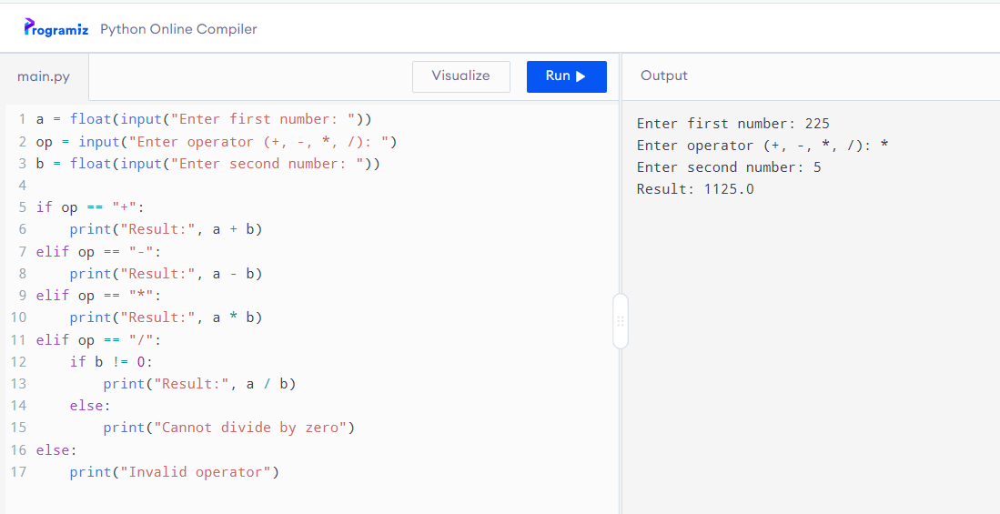 Programiz Python Online Compiler
main.py
Visualize
Run
Output
1 a = float(input("Enter first number: "))
2 op = input("Enter operator (+, -, *, /): ")
3 b = float(input("Enter second number: "))
4
5 if op == "+":
6     print("Result:", a + b)
7 elif op == "-":
8     print("Result:", a - b)
9 elif op == "*":
10     print("Result:", a * b)
11 elif op == "/":
12     if b != 0:
13         print("Result:", a / b)
14     else:
15         print("Cannot divide by zero")
16 else:
17     print("Invalid operator")
Enter first number: 225
Enter operator (+, -, *, /): *
Enter second number: 5
Result: 1125.0